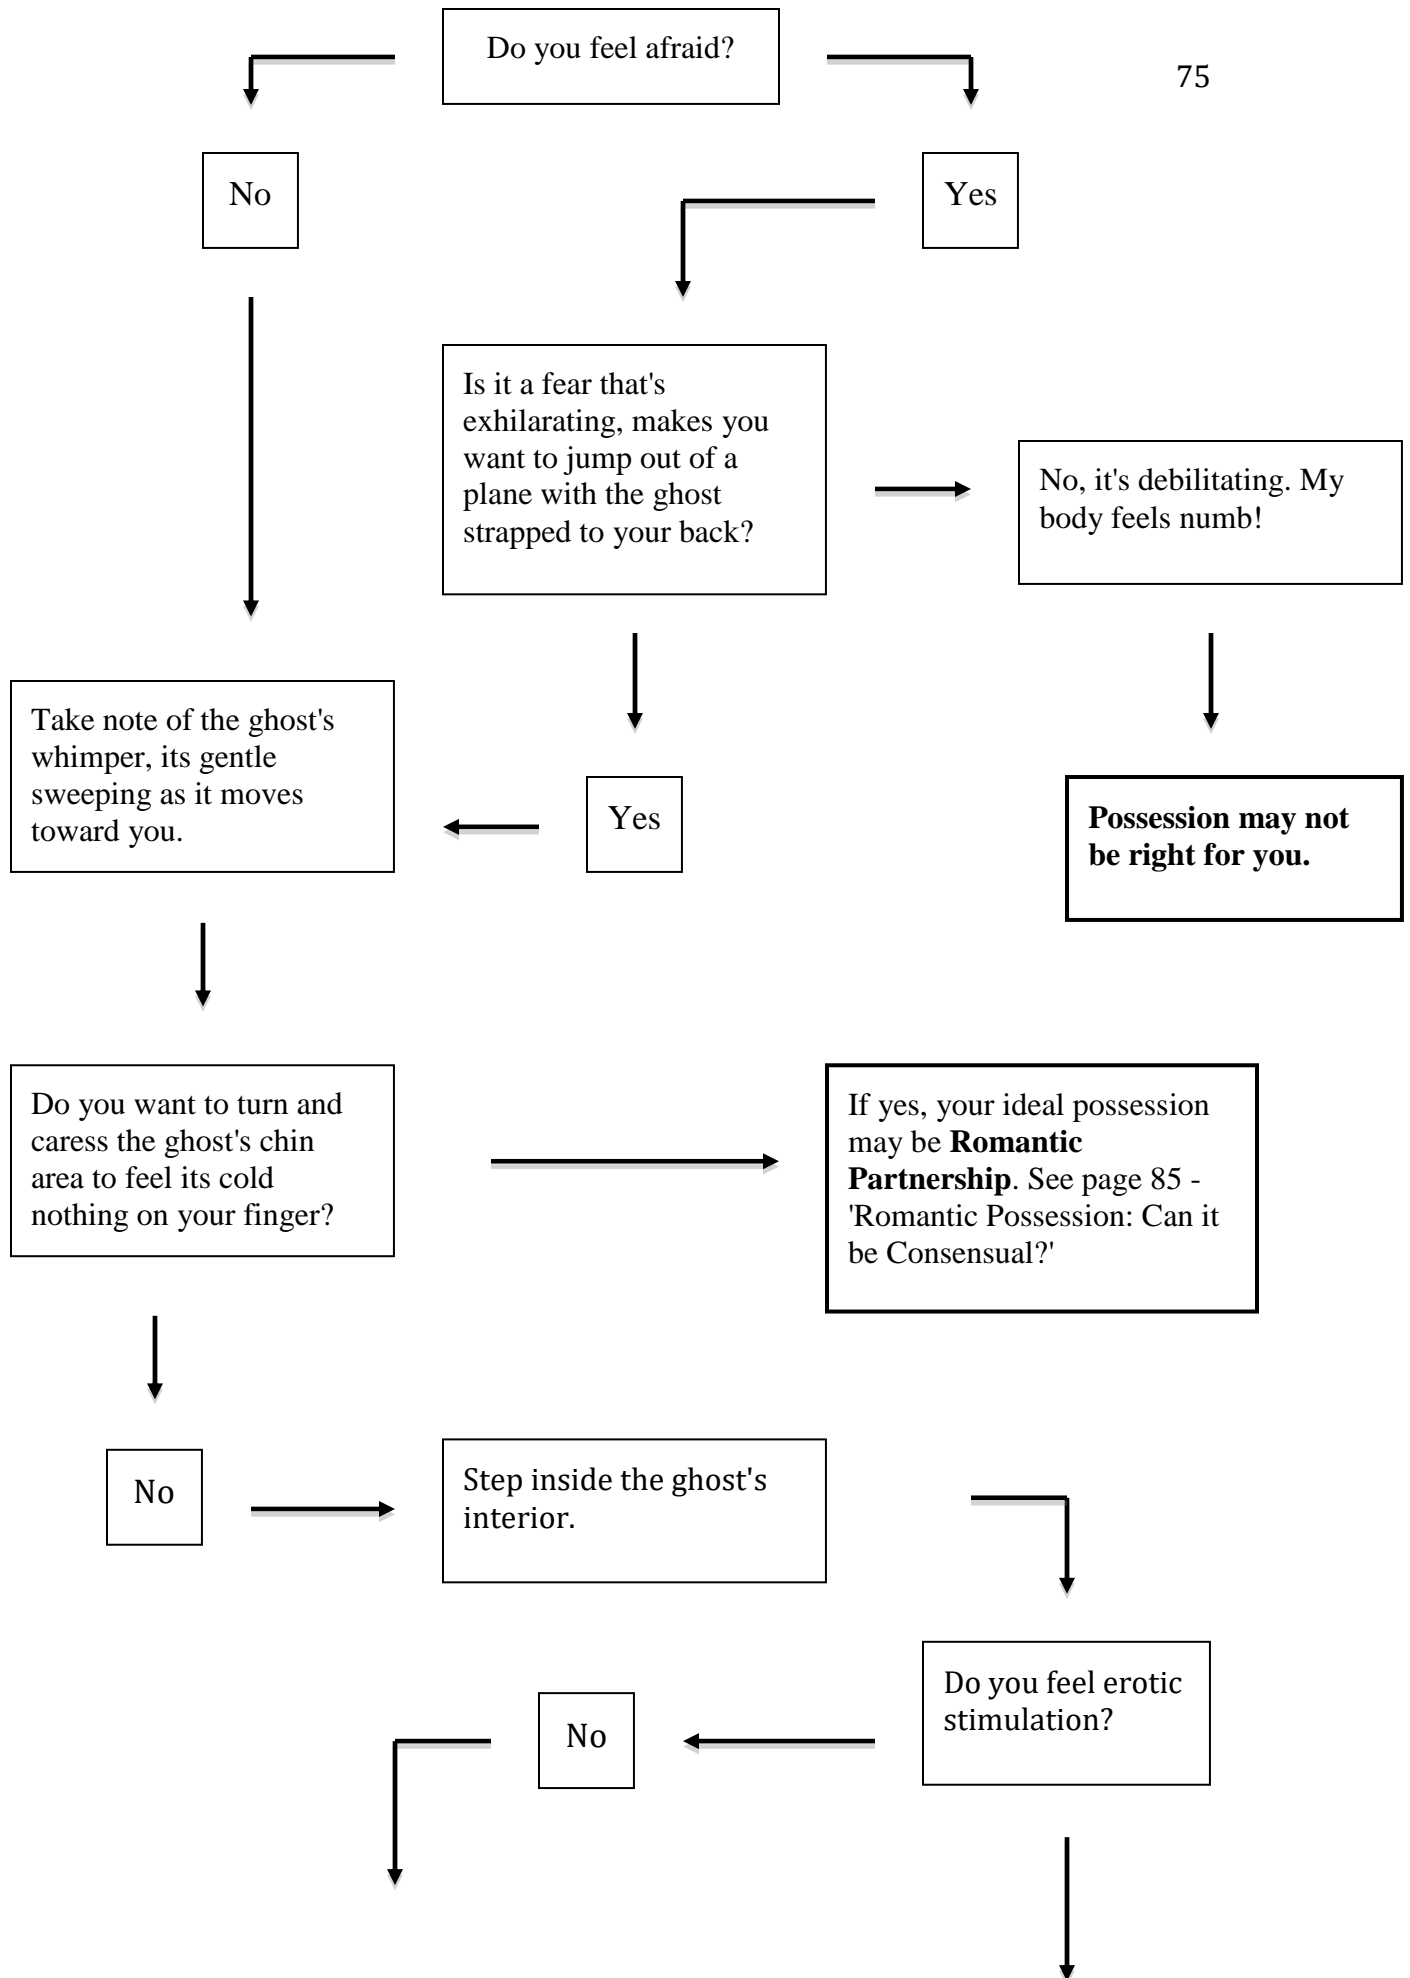 Do you feel afraid?
75
No
Yes
Is it a fear that's
exhilarating, makes you
want to jump out of a
plane with the ghost
strapped to your back?
No, it's debilitating. My
body feels numb!
Take note of the ghost's
whimper, its gentle
sweeping as it moves
toward you.
Yes
Possession may not
be right for you.
Do you want to turn and
caress the ghost's chin
area to feel its cold
nothing on your finger?
If yes, your ideal possession
may be Romantic
Partnership. See page 85 -
'Romantic Possession: Can it
be Consensual?'
No
Step inside the ghost's
interior.
Do you feel erotic
stimulation?
No